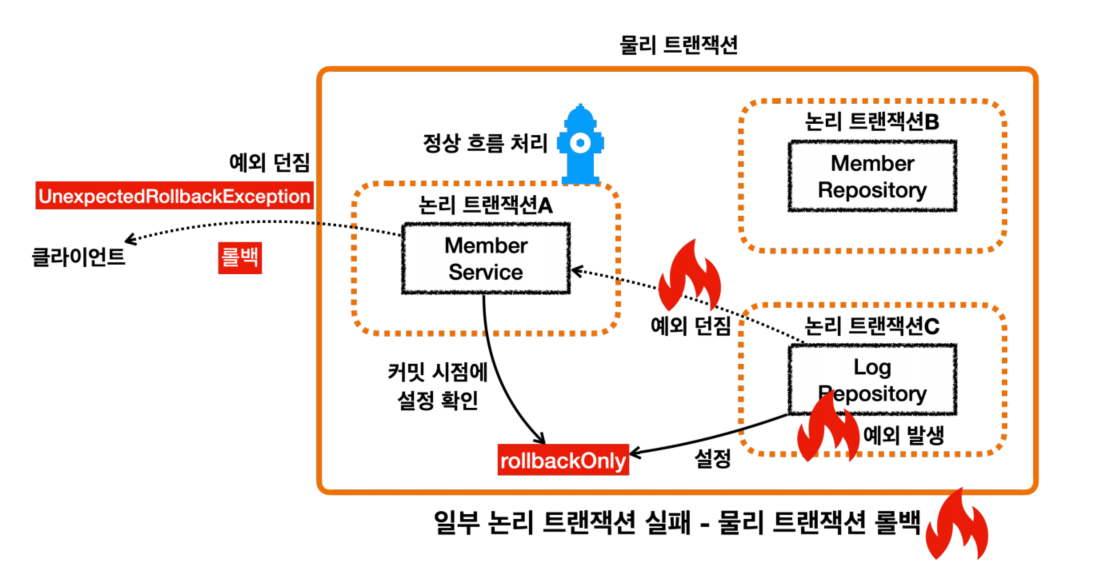 물리 트랜잭션
논리 트랜잭션B
Member
Repository
정상 흐름 처리
예외 던짐
UnexpectedRollbackException
논리 트랜잭션A
Member
Service
클라이언트
롤백
예외 던짐
논리 트랜잭션C
Log
Repository
예외 발생
커밋 시점에
설정 확인
rollbackOnly
설정
일부 논리 트랜잭션 실패 - 물리 트랜잭션 롤백